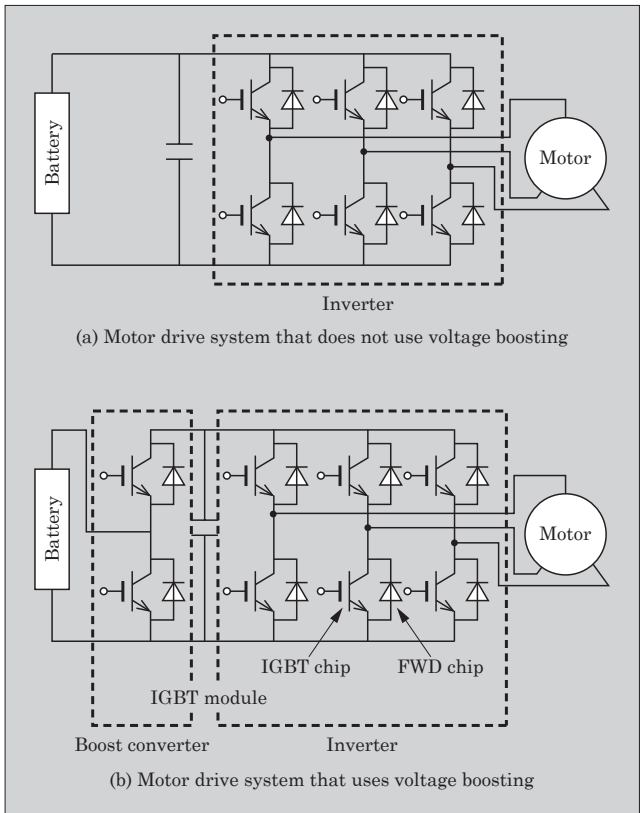 Battery
Motor
Inverter
(a) Motor drive system that does not use voltage boosting
Battery
Motor
IGBT chip
FWD chip
IGBT module
Boost converter
Inverter
(b) Motor drive system that uses voltage boosting